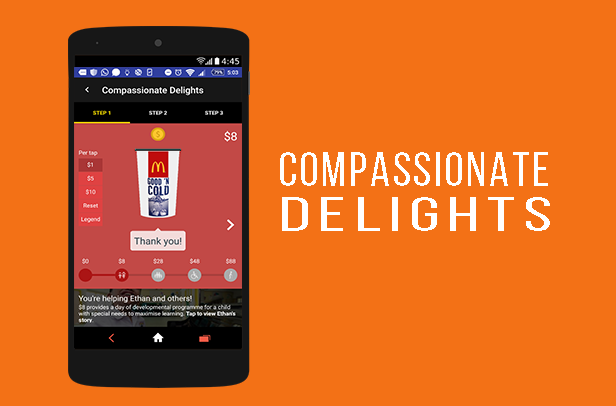 4:45
79% 5:03
Compassionate Delights
STEP 1 STEP 2 STEP 3
$8
Per tap
$1
$5
$10
Reset
Legend
GOOD 'N
COLD
Thank you!
$0 $8 $28 $48 $88
You're helping Ethan and others!
$8 provides a day of developmental programme for a child
with special needs to maximise learning. Tap to view Ethan's
story.
COMPASSIONATE
DELIGHTS